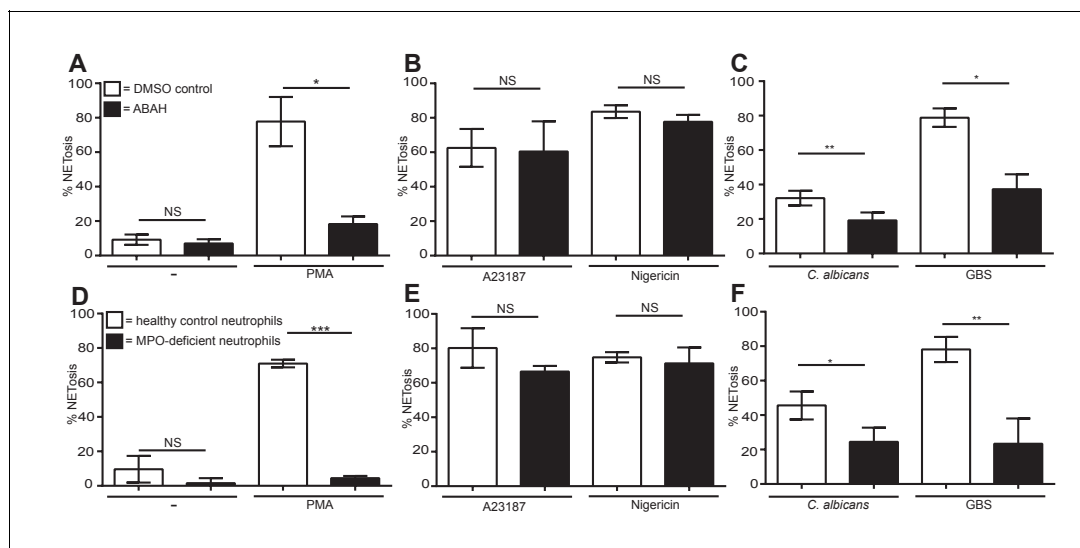 A
= DMSO control
= ABAH
% NETosis
100
80
60
40
20
0
NS
*
–
PMA
B
% NETosis
100
80
60
40
20
0
NS
NS
A23187
Nigericin
C
% NETosis
100
80
60
40
20
0
**
*
C. albicans
GBS
D
= healthy control neutrophils
= MPO-deficient neutrophils
% NETosis
100
80
60
40
20
0
NS
***
–
PMA
E
% NETosis
100
80
60
40
20
0
NS
NS
A23187
Nigericin
F
% NETosis
100
80
60
40
20
0
*
**
C. albicans
GBS